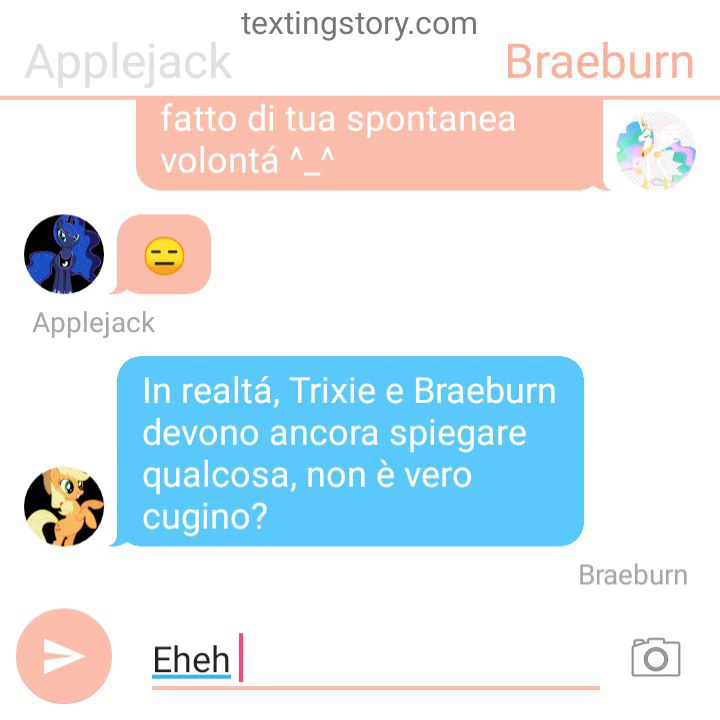 textingstory.com
Applejack
Braeburn
fatto di tua spontanea
volontá ^_^
Applejack
In realtá, Trixie e Braeburn
devono ancora spiegare
qualcosa, non è vero
cugino?
Braeburn
Eheh